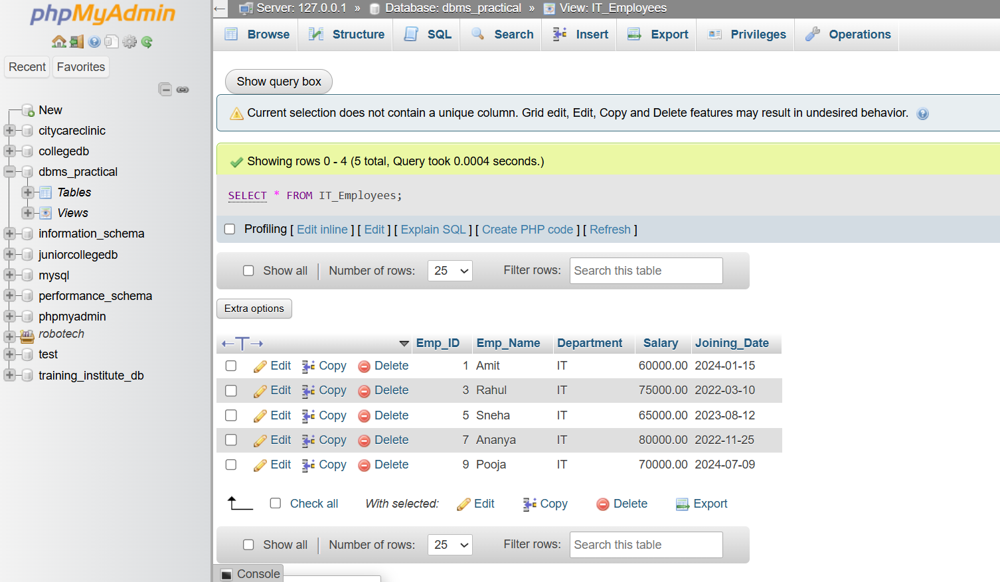 phpMyAdmin
Recent Favorites
New
citycareclinic
collegedb
dbms_practical
Tables
Views
information_schema
juniorcollegedb
mysql
performance_schema
phpmyadmin
robotech
test
training_institute_db
Server: 127.0.0.1 » Database: dbms_practical » View: IT_Employees
Browse Structure SQL Search Insert Export Privileges Operations
Show query box
Current selection does not contain a unique column. Grid edit, Edit, Copy and Delete features may result in undesired behavior.
Showing rows 0 - 4 (5 total, Query took 0.0004 seconds.)
SELECT * FROM IT_Employees;
Profiling [ Edit inline ] [ Edit ] [ Explain SQL ] [ Create PHP code ] [ Refresh ]
Show all | Number of rows: 25 Filter rows: Search this table
Extra options
←T→ Emp_ID Emp_Name Department Salary Joining_Date
Edit Copy Delete 1 Amit IT 60000.00 2024-01-15
Edit Copy Delete 3 Rahul IT 75000.00 2022-03-10
Edit Copy Delete 5 Sneha IT 65000.00 2023-08-12
Edit Copy Delete 7 Ananya IT 80000.00 2022-11-25
Edit Copy Delete 9 Pooja IT 70000.00 2024-07-09
Check all With selected: Edit Copy Delete Export
Show all | Number of rows: 25 Filter rows: Search this table
Console